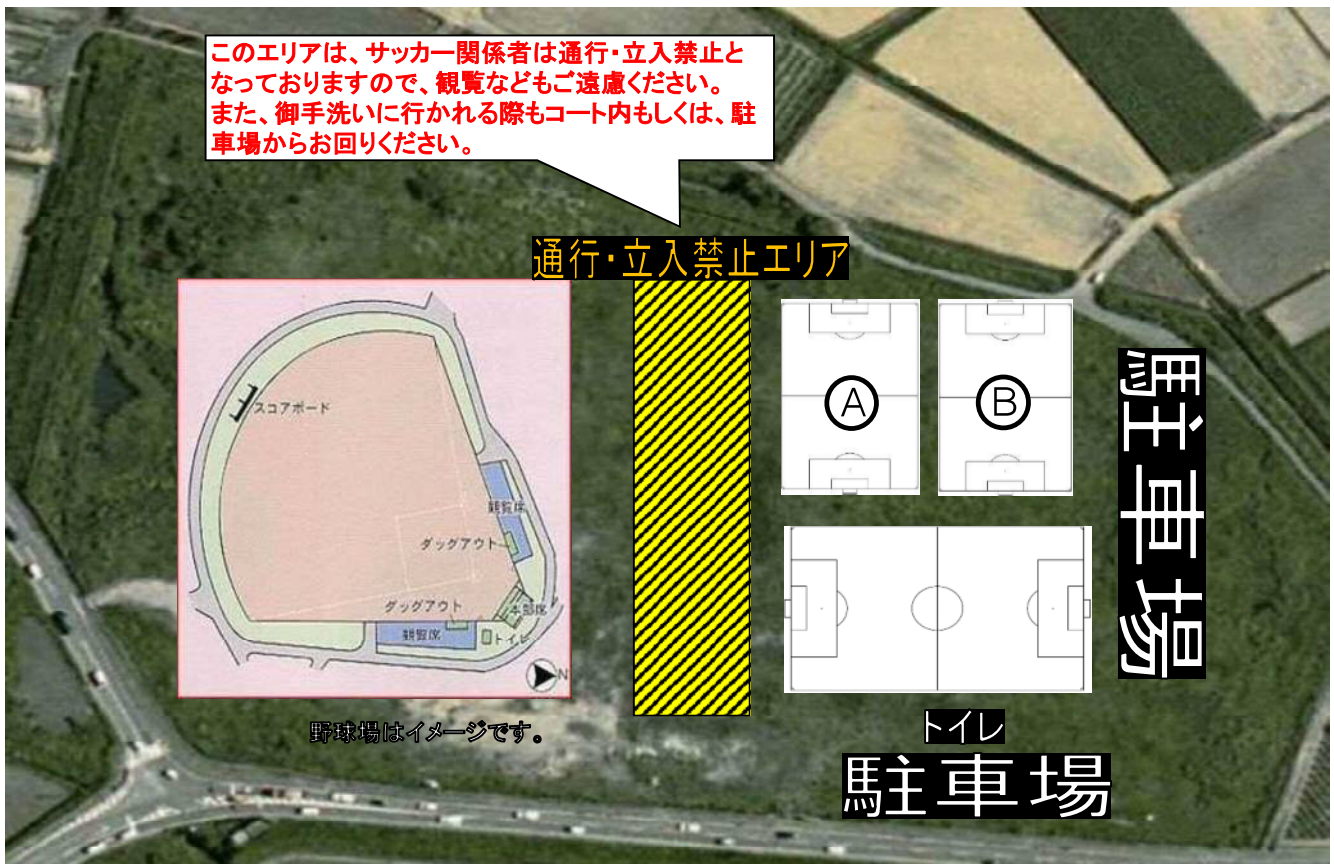 このエリアは、サッカー関係者は通行・立入禁止と
なっておりますので、観覧などもご遠慮ください。
また、御手洗いに行かれる際もコート内もしくは、駐
車場からお回りください。
通行・立入禁止エリア
スコアボード
観覧席
ダッグアウト
ダッグアウト
本部席
観覧席
トイレ
N
野球場はイメージです。
A
B
駐車場
トイレ
駐車場